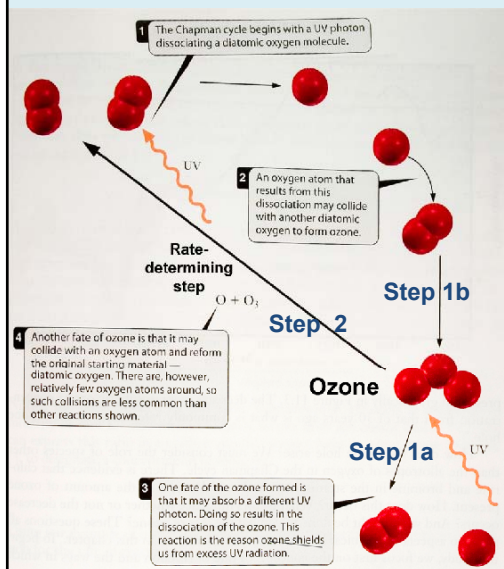 1 The Chapman cycle begins with a UV photon
dissociating a diatomic oxygen molecule.
UV
2 An oxygen atom that
results from this
dissociation may collide
with another diatomic
oxygen to form ozone.
Rate-
determining
step
O + O₃
Step 2
Step 1b
4 Another fate of ozone is that it may
collide with an oxygen atom and reform
the original starting material —
diatomic oxygen. There are, however,
relatively few oxygen atoms around, so
such collisions are less common than
other reactions shown.
Ozone
Step 1a
UV
3 One fate of the ozone formed is
that it may absorb a different UV
photon. Doing so results in the
dissociation of the ozone. This
reaction is the reason ozone shields
us from excess UV radiation.